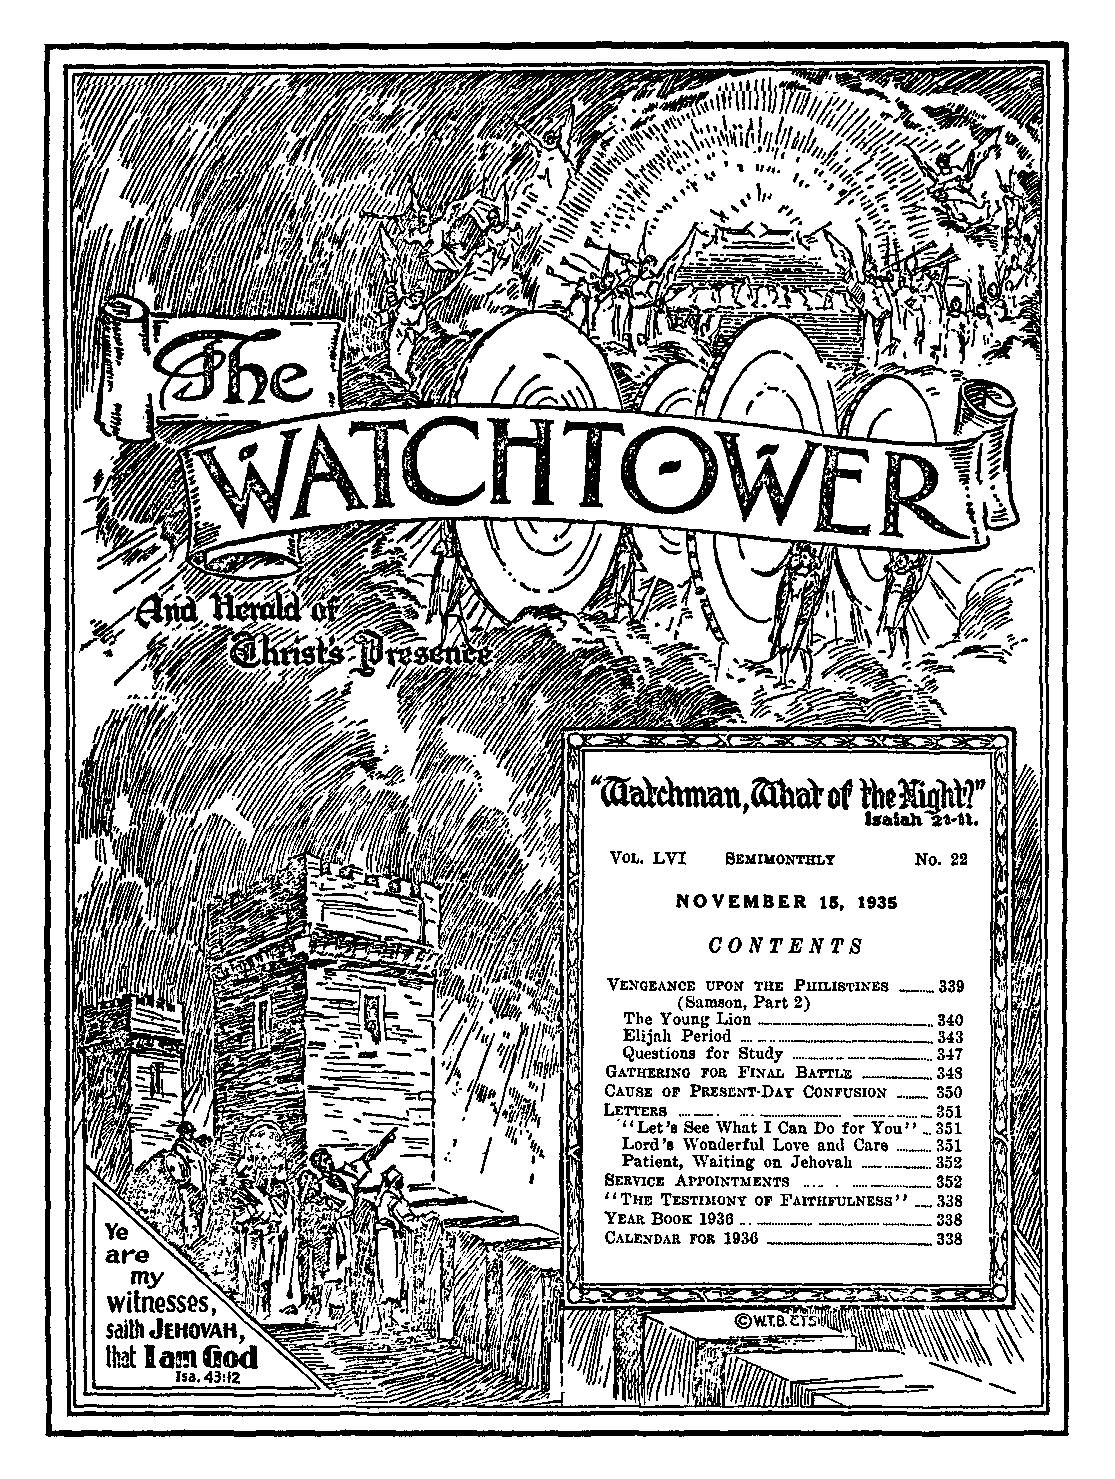 The
WATCHTOWER
And Herald of
Christ's Presence
"Watchman, What of the Night?"
Isaiah 21-11.
VOL. LVI SEMIMONTHLY No. 22
NOVEMBER 15, 1935
CONTENTS
VENGEANCE UPON THE PHILISTINES 339
(Samson, Part 2)
The Young Lion 340
Elijah Period 343
Questions for Study 347
GATHERING FOR FINAL BATTLE 348
CAUSE OF PRESENT-DAY CONFUSION 350
LETTERS 351
"Let's See What I Can Do for You" 351
Lord's Wonderful Love and Care 351
Patient, Waiting on Jehovah 352
SERVICE APPOINTMENTS 352
"THE TESTIMONY OF FAITHFULNESS" 338
YEAR BOOK 1936 338
CALENDAR FOR 1936 338
©W.T.B. & T.S
Ye
are
my
witnesses,
saith JEHOVAH,
that I am God
Isa. 43:12